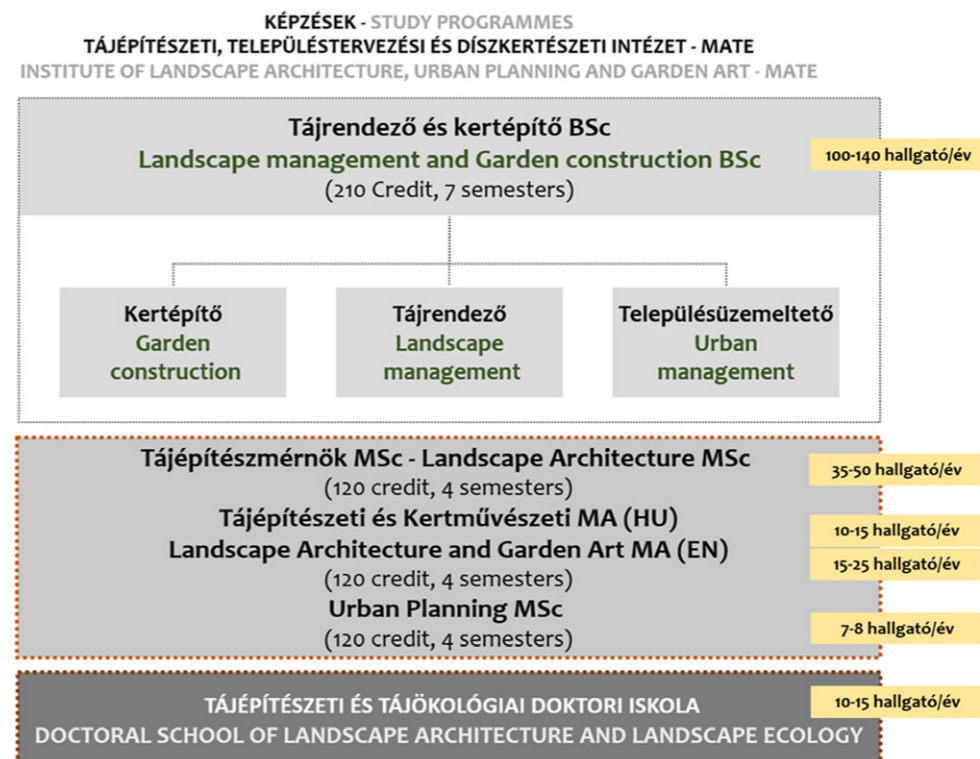 KÉPZÉSEK - STUDY PROGRAMMES
TÁJÉPÍTÉSZETI, TELEPÜLÉSTERVEZÉSI ÉS DÍSZKERTÉSZETI INTÉZET - MATE
INSTITUTE OF LANDSCAPE ARCHITECTURE, URBAN PLANNING AND GARDEN ART - MATE
Tájrendező és kertépítő BSc
Landscape management and Garden construction BSc
(210 Credit, 7 semesters)
100-140 hallgató/év
Kertépítő
Garden
construction
Tájrendező
Landscape
management
Településüzemeltető
Urban
management
Tájépítészmérnök MSc - Landscape Architecture MSc
(120 credit, 4 semesters)
35-50 hallgató/év
Tájépítészeti és Kertművészeti MA (HU)
10-15 hallgató/év
Landscape Architecture and Garden Art MA (EN)
15-25 hallgató/év
(120 credit, 4 semesters)
Urban Planning MSc
7-8 hallgató/év
(120 credit, 4 semesters)
TÁJÉPÍTÉSZETI ÉS TÁJÖKOLÓGIAI DOKTORI ISKOLA
10-15 hallgató/év
DOCTORAL SCHOOL OF LANDSCAPE ARCHITECTURE AND LANDSCAPE ECOLOGY